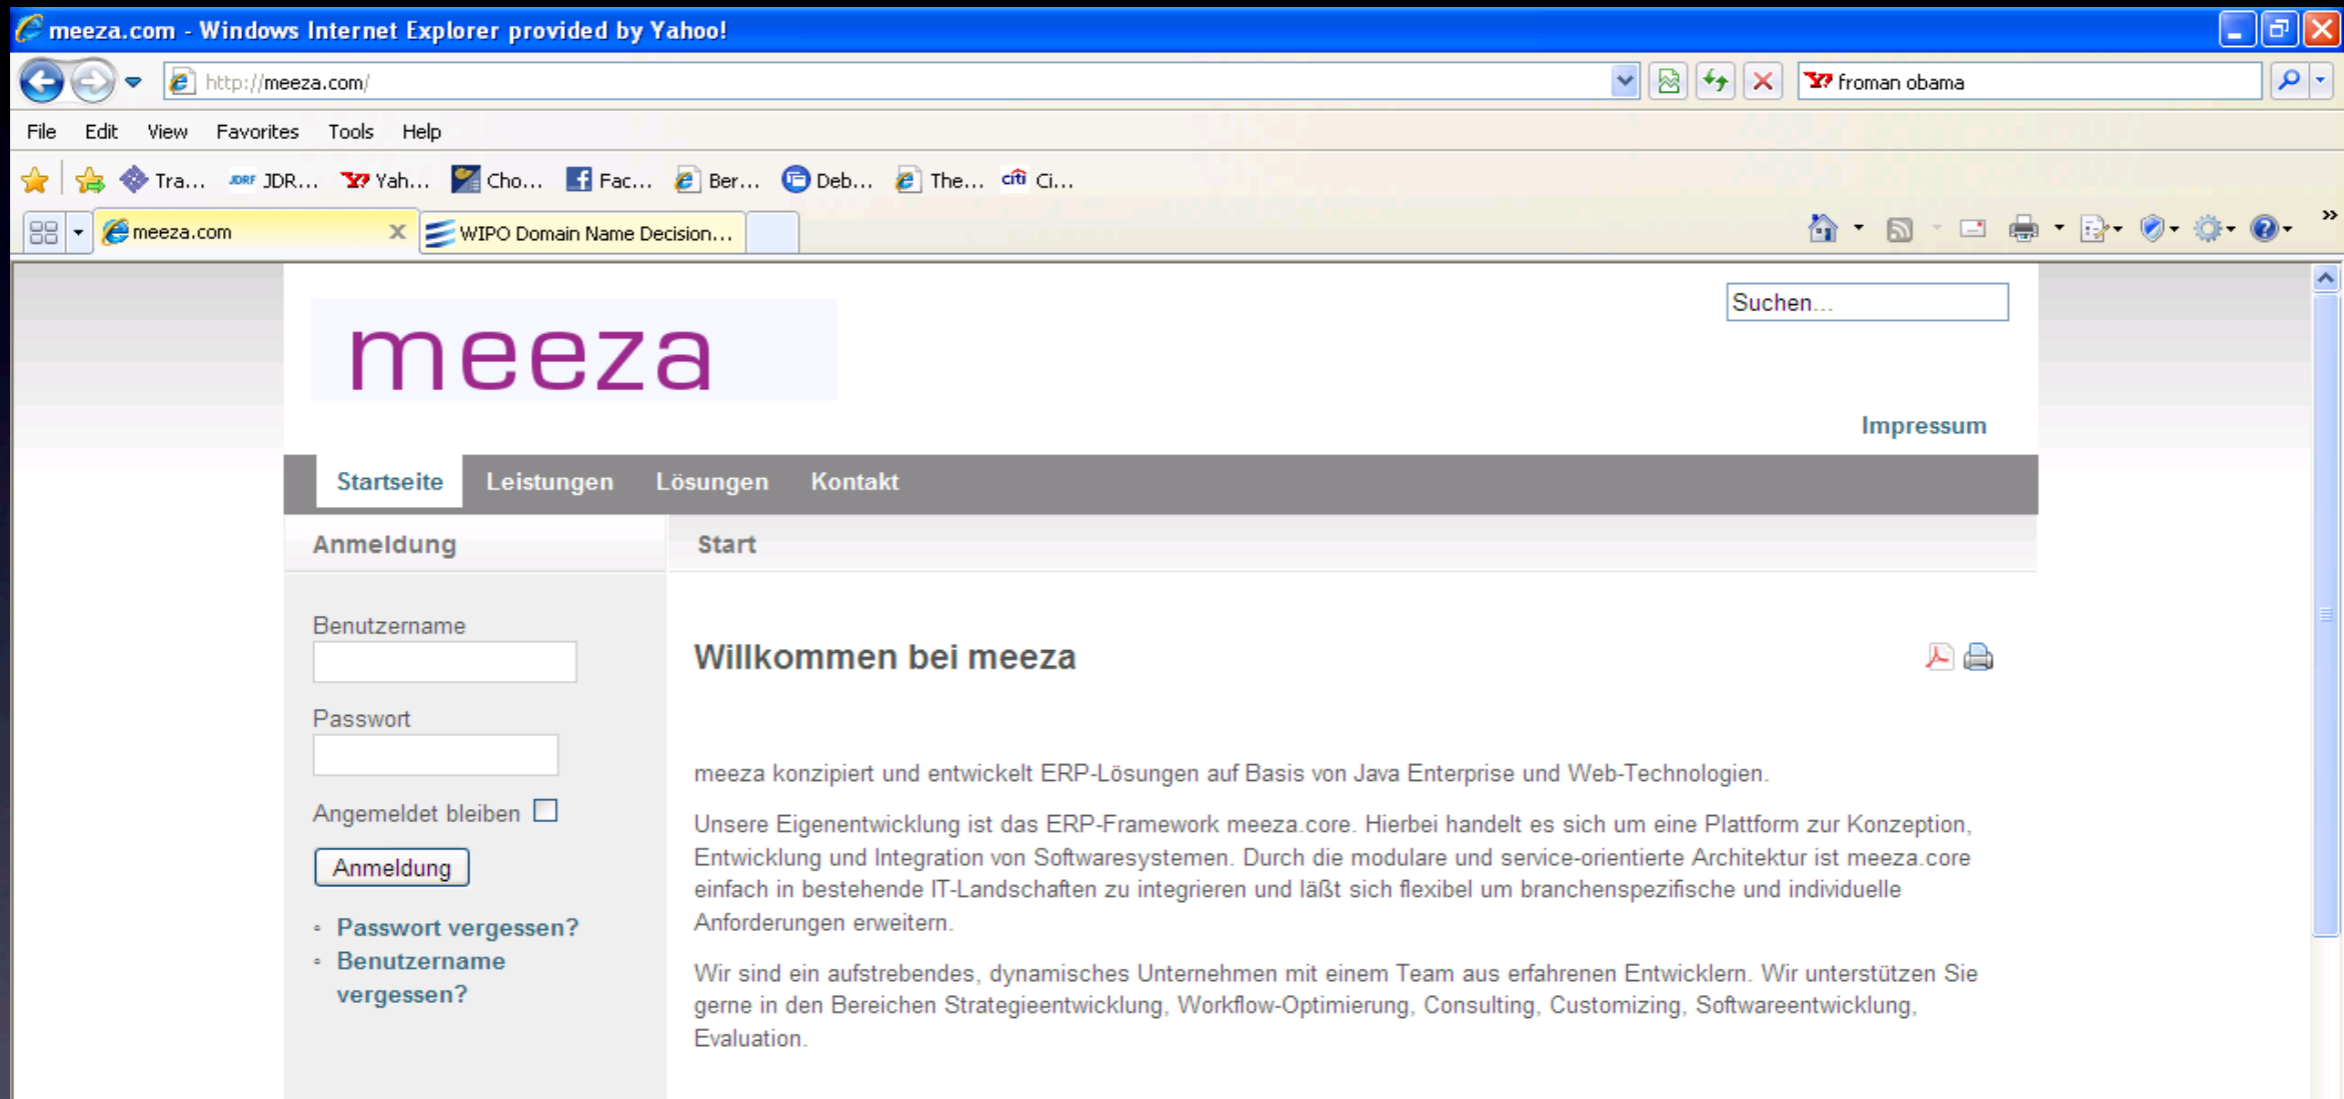 meeza.com - Windows Internet Explorer provided by Yahoo!
http://meeza.com/
froman obama
File Edit View Favorites Tools Help
Tra... JDRF JDR... Yah... Cho... Fac... Ber... Deb... The... citi Ci...
meeza.com WIPO Domain Name Decision...
Suchen...
meeza
Impressum
Startseite Leistungen Lösungen Kontakt
Anmeldung
Benutzername
Passwort
Angemeldet bleiben
Anmeldung
Passwort vergessen?
Benutzername
vergessen?
Start
Willkommen bei meeza
meeza konzipiert und entwickelt ERP-Lösungen auf Basis von Java Enterprise und Web-Technologien.
Unsere Eigenentwicklung ist das ERP-Framework meeza.core. Hierbei handelt es sich um eine Plattform zur Konzeption,
Entwicklung und Integration von Softwaresystemen. Durch die modulare und service-orientierte Architektur ist meeza.core
einfach in bestehende IT-Landschaften zu integrieren und läßt sich flexibel um branchenspezifische und individuelle
Anforderungen erweitern.
Wir sind ein aufstrebendes, dynamisches Unternehmen mit einem Team aus erfahrenen Entwicklern. Wir unterstützen Sie
gerne in den Bereichen Strategieentwicklung, Workflow-Optimierung, Consulting, Customizing, Softwareentwicklung,
Evaluation.